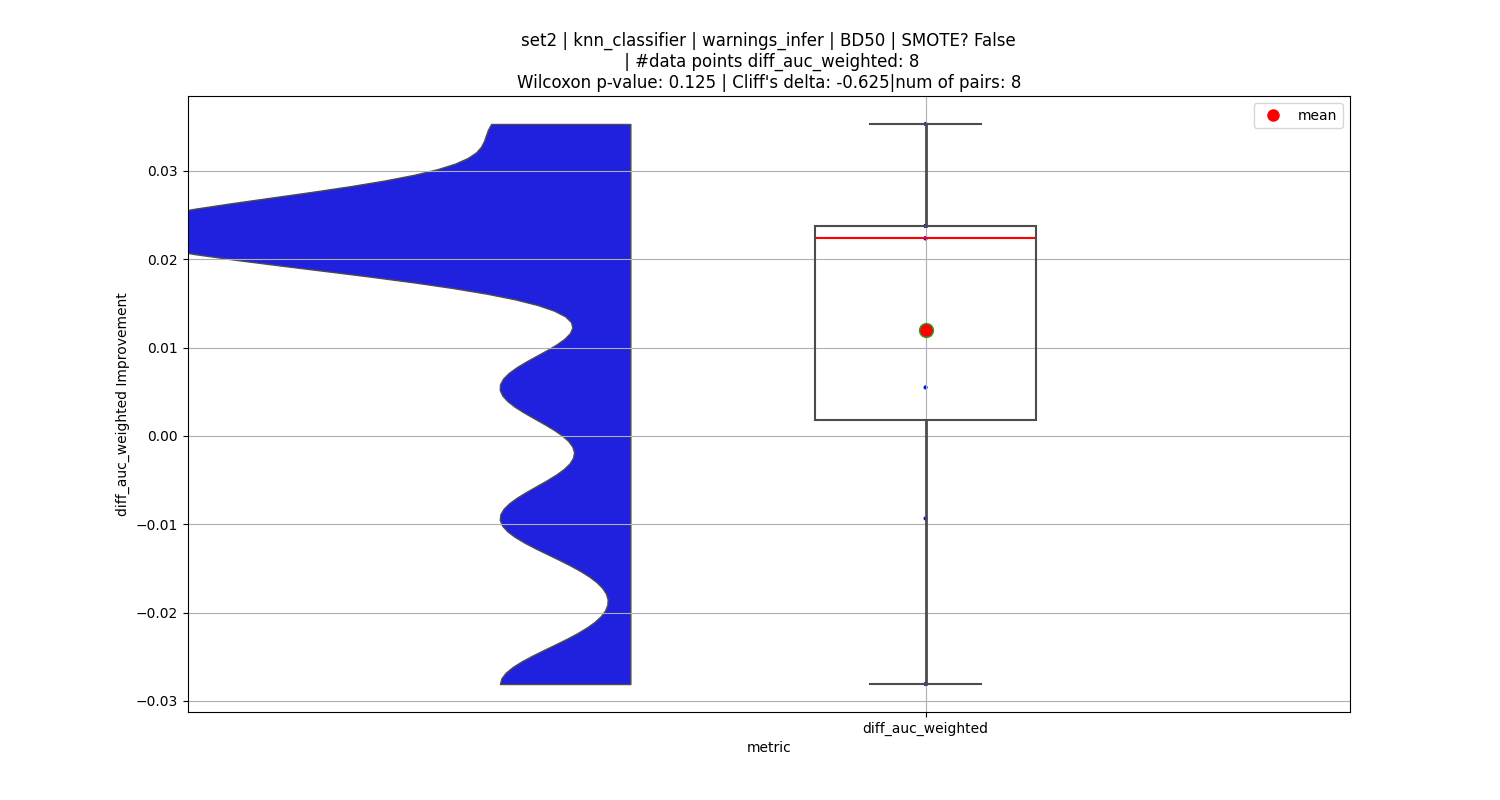 set2 | knn_classifier | warnings_infer | BD50 | SMOTE? False
| #data points diff_auc_weighted: 8
Wilcoxon p-value: 0.125 | Cliff's delta: -0.625|num of pairs: 8
mean
0.03
0.02
0.01
0.00
−0.01
−0.02
−0.03
diff_auc_weighted Improvement
diff_auc_weighted
metric